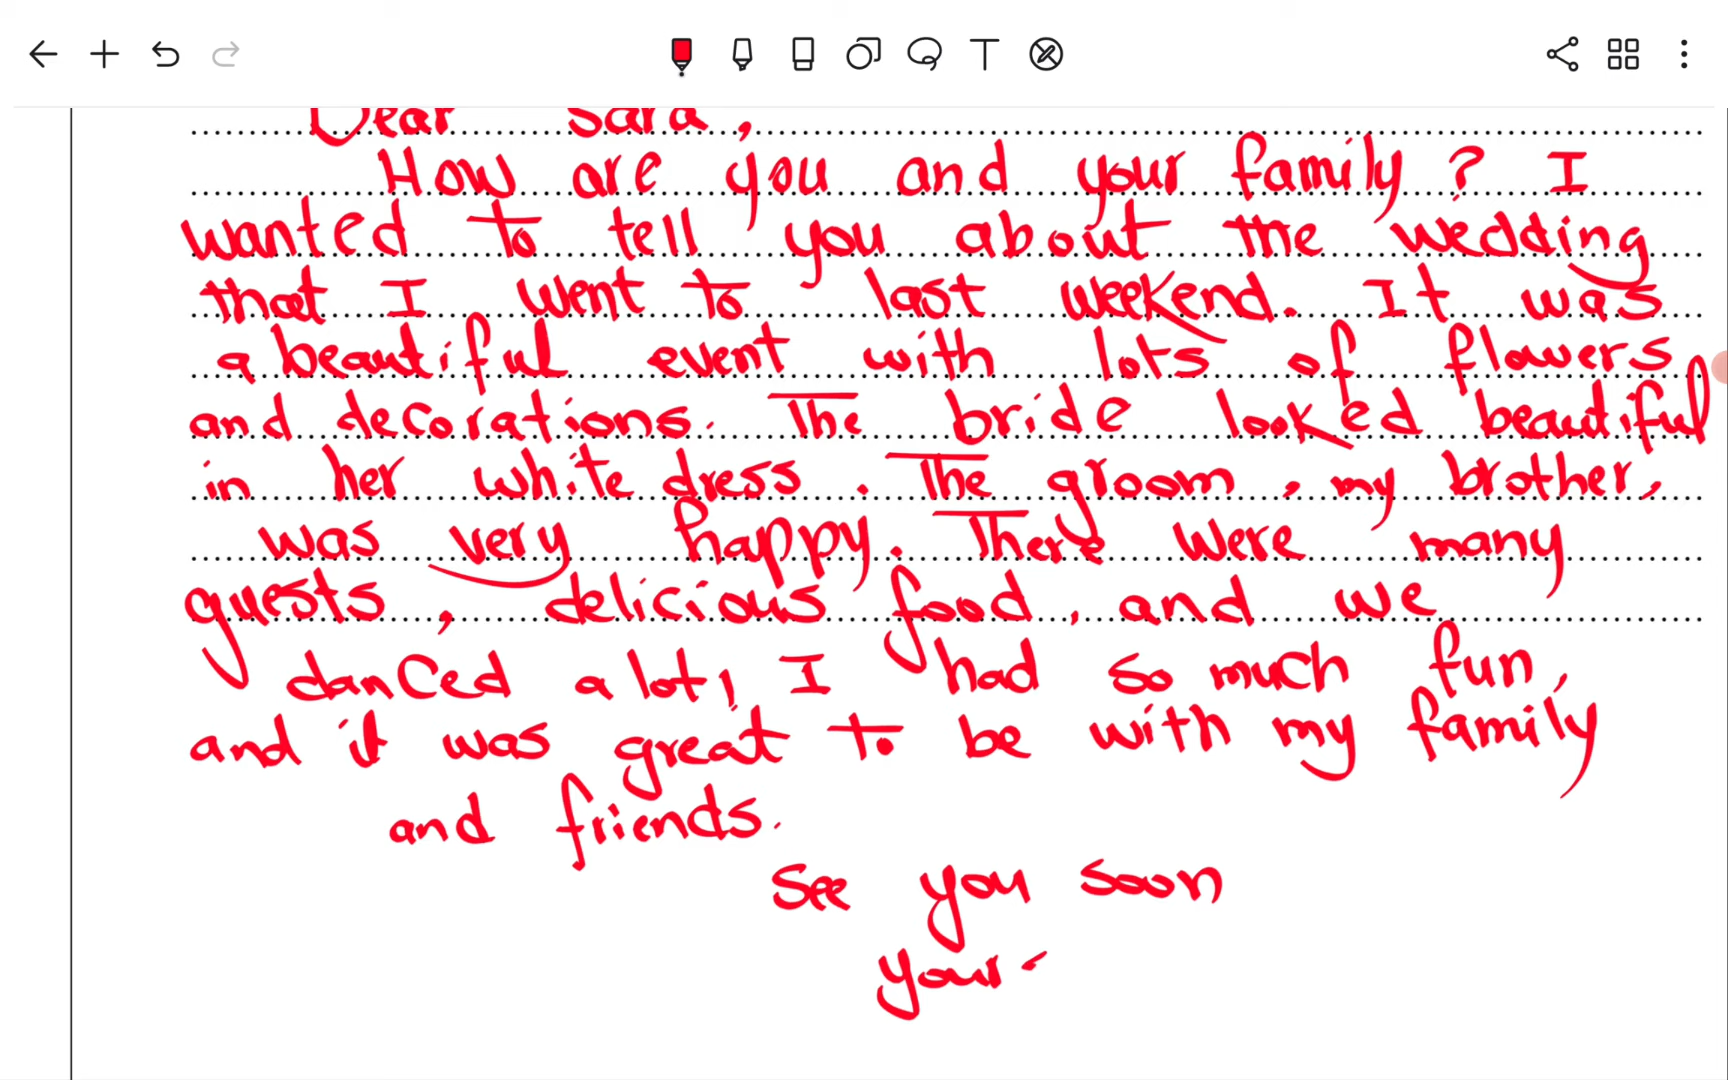 Dear Sara,
How are you and your family? I
wanted to tell you about the wedding
that I went to last weekend. It was
a beautiful event with lots of flowers
and decorations. The bride looked beautiful
in her white dress. The groom, my brother,
was very happy. There were many
guests, delicious food, and we
danced a lot! I had so much fun,
and it was great to be with my family
and friends.
See you soon
your